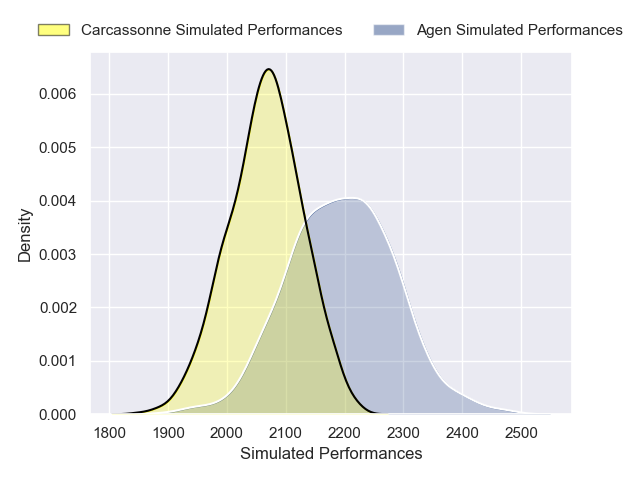 Carcassonne Simulated Performances Agen Simulated Performances
0.006
0.005
0.004
0.003
0.002
0.001
0.000
Density
1800 1900 2000 2100 2200 2300 2400 2500
Simulated Performances